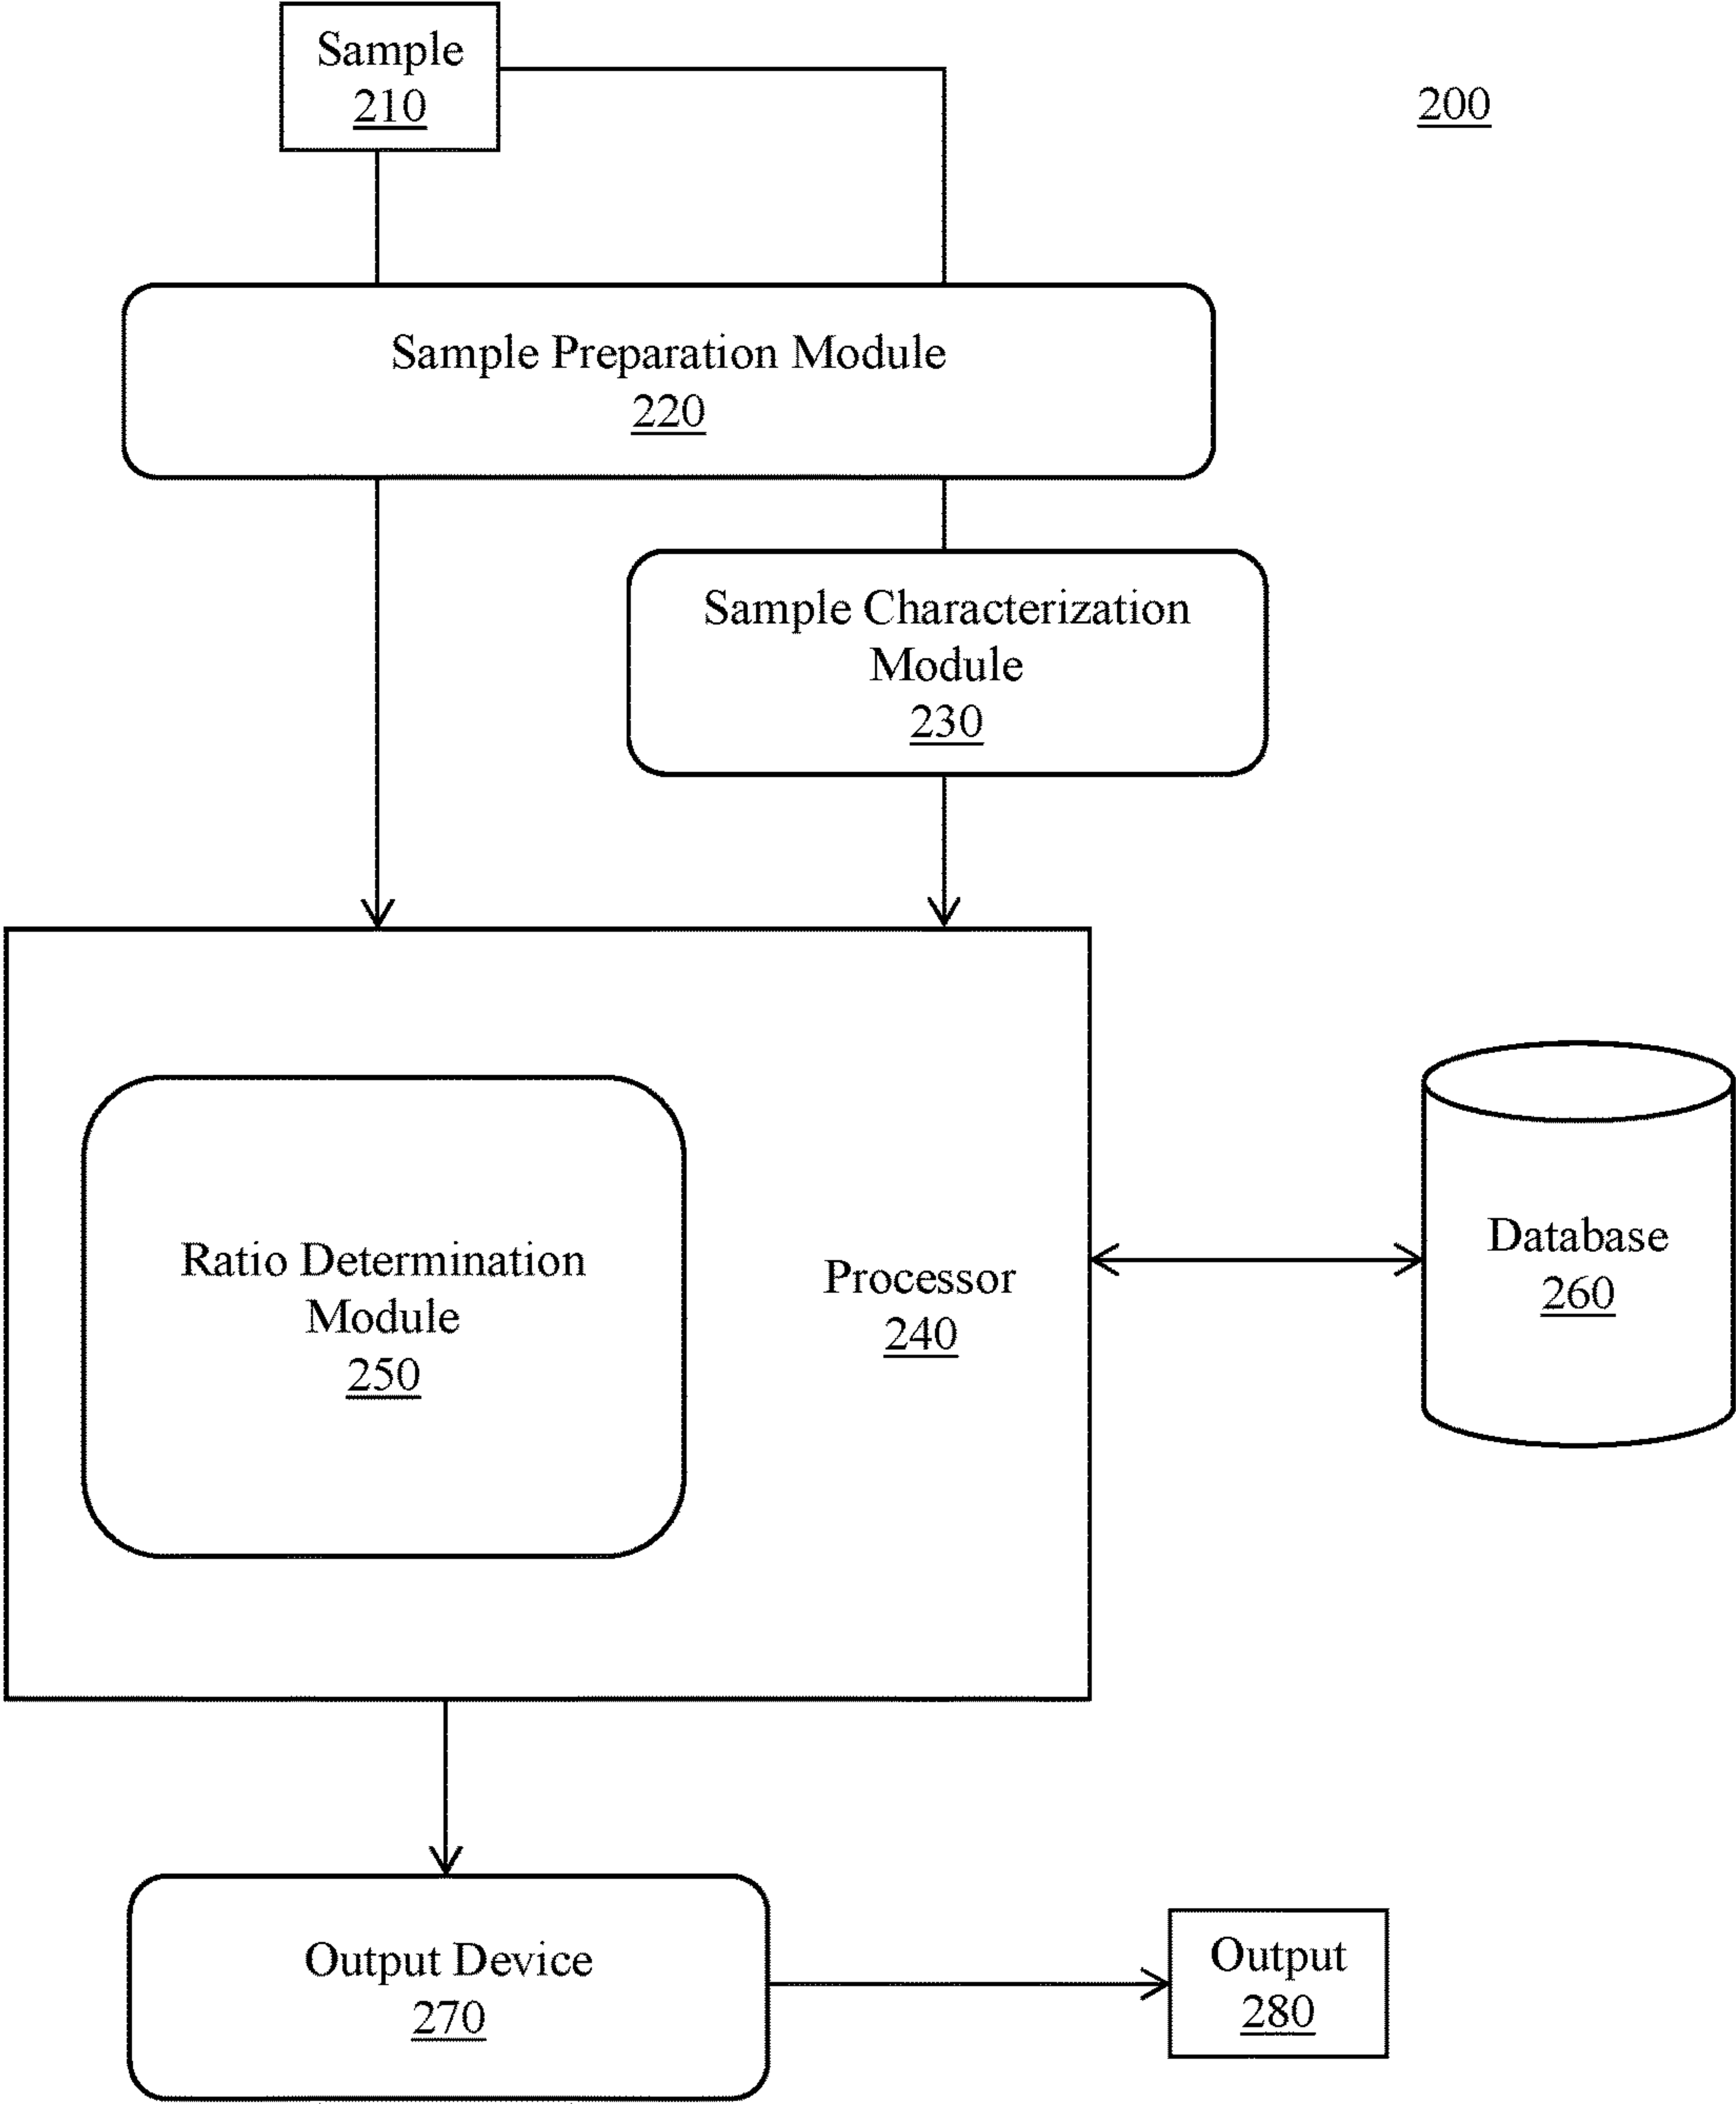 Sample
210
200
Sample Preparation Module
220
Sample Characterization
Module
230
Ratio Determination
Module
250
Processor
240
Database
260
Output Device
270
Output
280